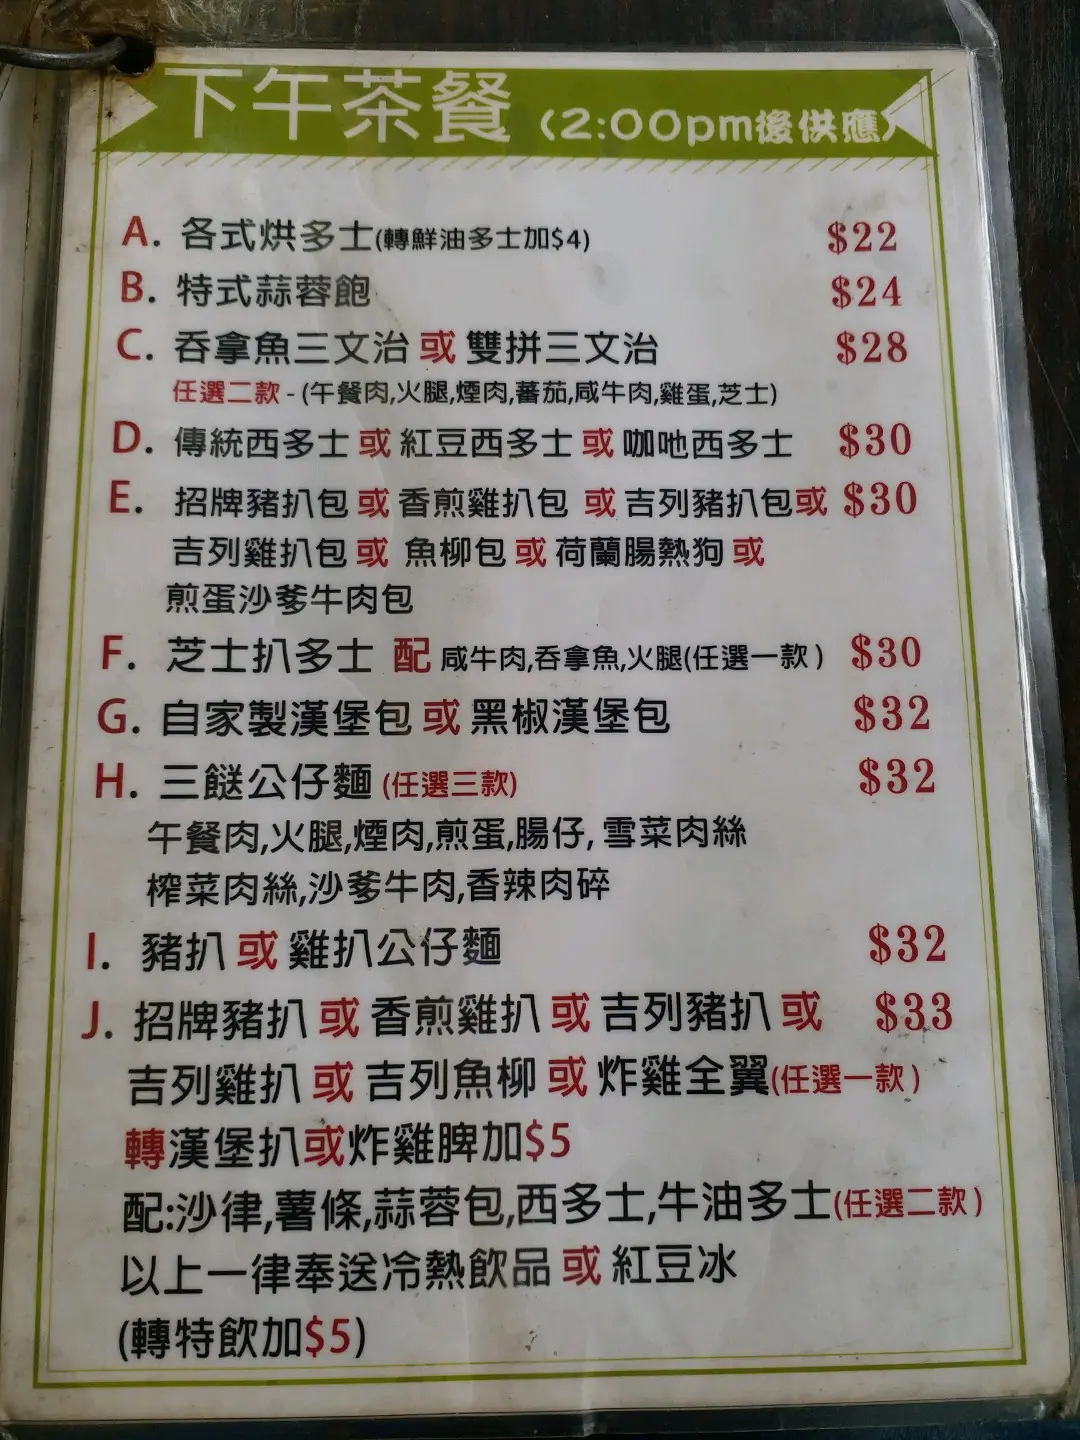 下午茶餐 (2:00pm後供應)
A. 各式烘多士(轉鮮油多士加$4) $22
B. 特式蒜蓉飽 $24
C. 吞拿魚三文治 或 雙拼三文治 $28
任選二款 - (午餐肉,火腿,煙肉,蕃茄,咸牛肉,雞蛋,芝士)
D. 傳統西多士 或 紅豆西多士 或 咖吔西多士 $30
E. 招牌豬扒包 或 香煎雞扒包 或 吉列豬扒包或 $30
吉列雞扒包 或 魚柳包 或 荷蘭腸熱狗 或
煎蛋沙爹牛肉包
F. 芝士扒多士 配 咸牛肉,吞拿魚,火腿(任選一款) $30
G. 自家製漢堡包 或 黑椒漢堡包 $32
H. 三餸公仔麵 (任選三款) $32
午餐肉,火腿,煙肉,煎蛋,腸仔, 雪菜肉絲
榨菜肉絲,沙爹牛肉,香辣肉碎
I. 豬扒 或 雞扒公仔麵 $32
J. 招牌豬扒 或 香煎雞扒 或 吉列豬扒 或 $33
吉列雞扒 或 吉列魚柳 或 炸雞全翼(任選一款)
轉漢堡扒或炸雞脾加$5
配:沙律,薯條,蒜蓉包,西多士,牛油多士(任選二款)
以上一律奉送冷熱飲品 或 紅豆冰
(轉特飲加$5)